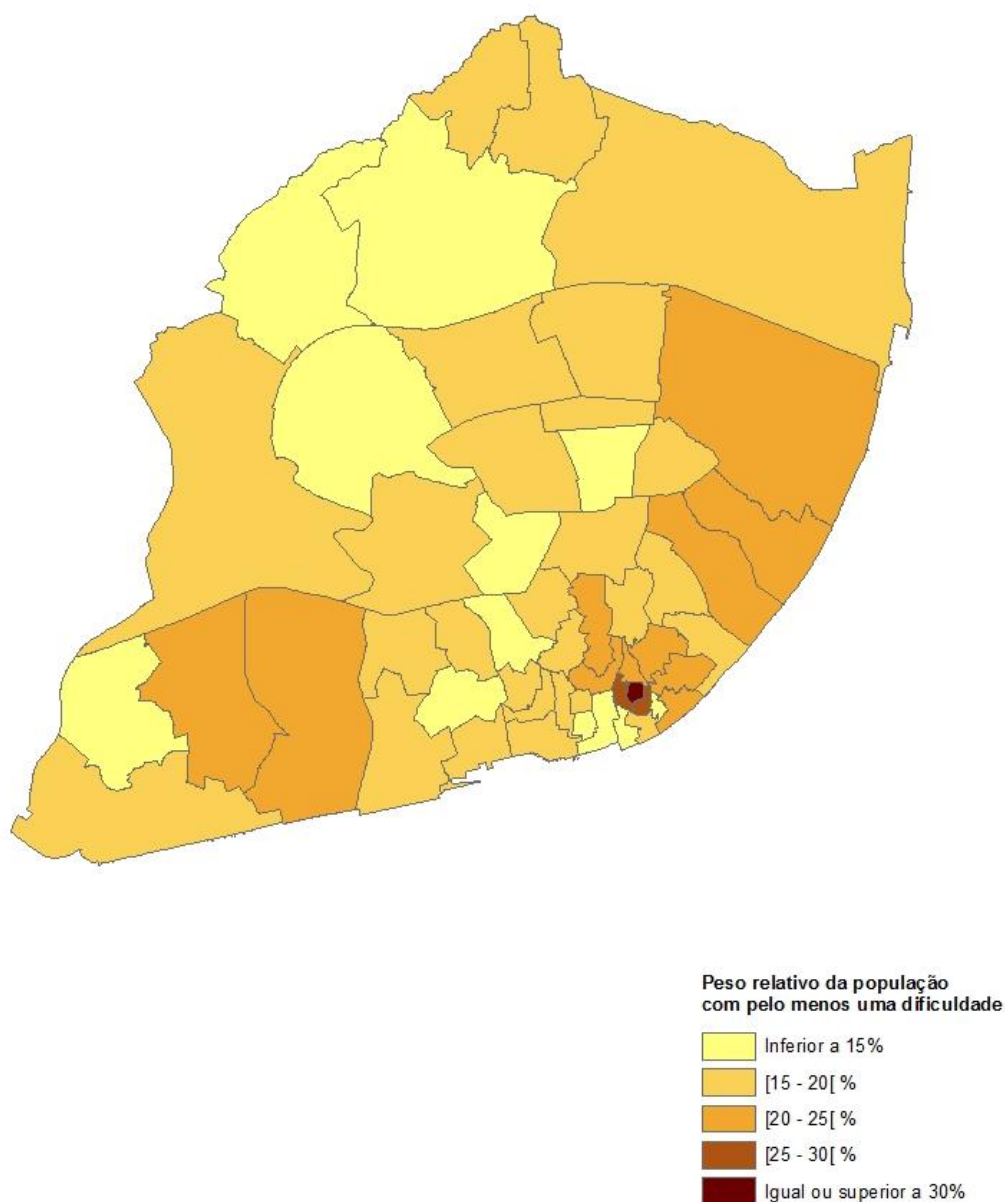 Peso relativo da população
com pelo menos uma dificuldade
Inferior a 15%
[15 - 20[ %
[20 - 25[ %
[25 - 30[ %
Igual ou superior a 30%